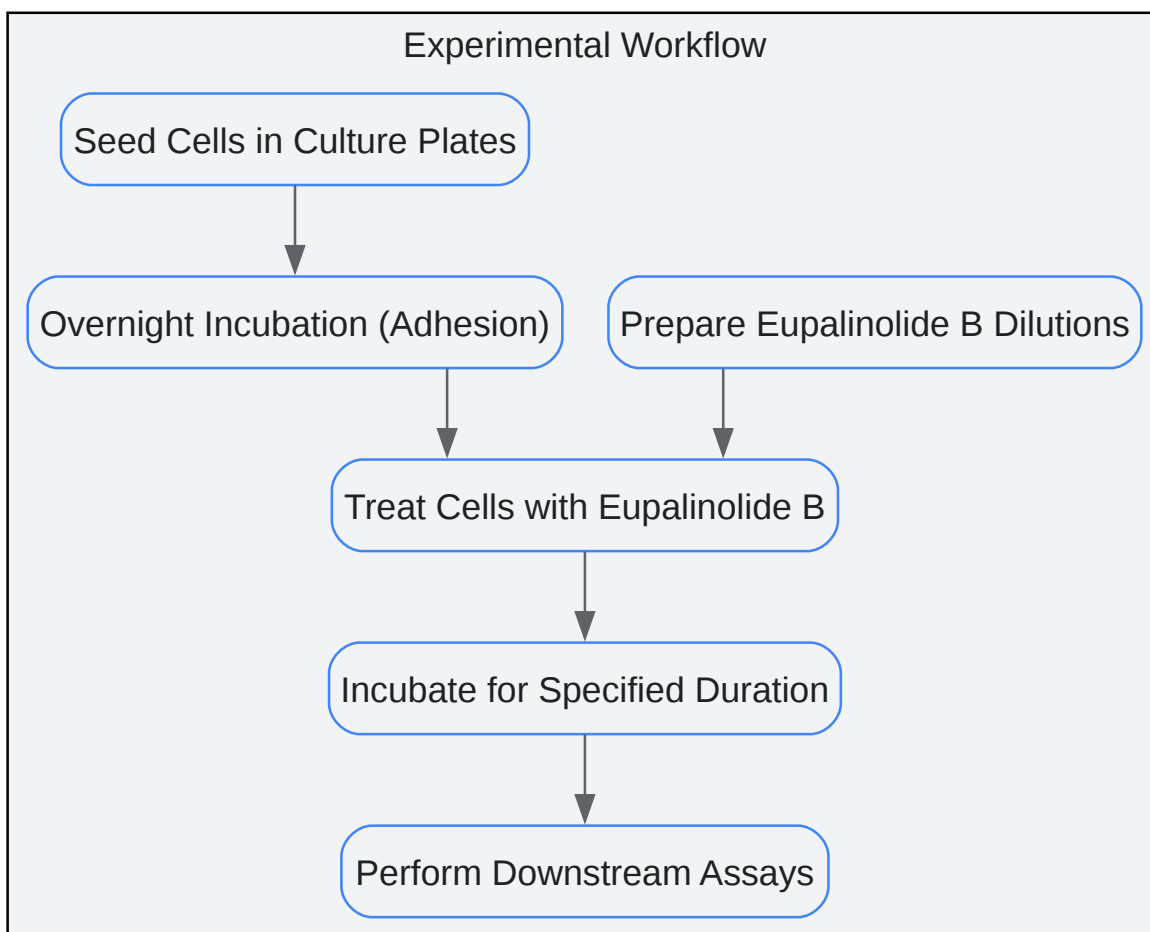 Experimental Workflow
Seed Cells in Culture Plates
Overnight Incubation (Adhesion)
Prepare Eupalinolide B Dilutions
Treat Cells with Eupalinolide B
Incubate for Specified Duration
Perform Downstream Assays